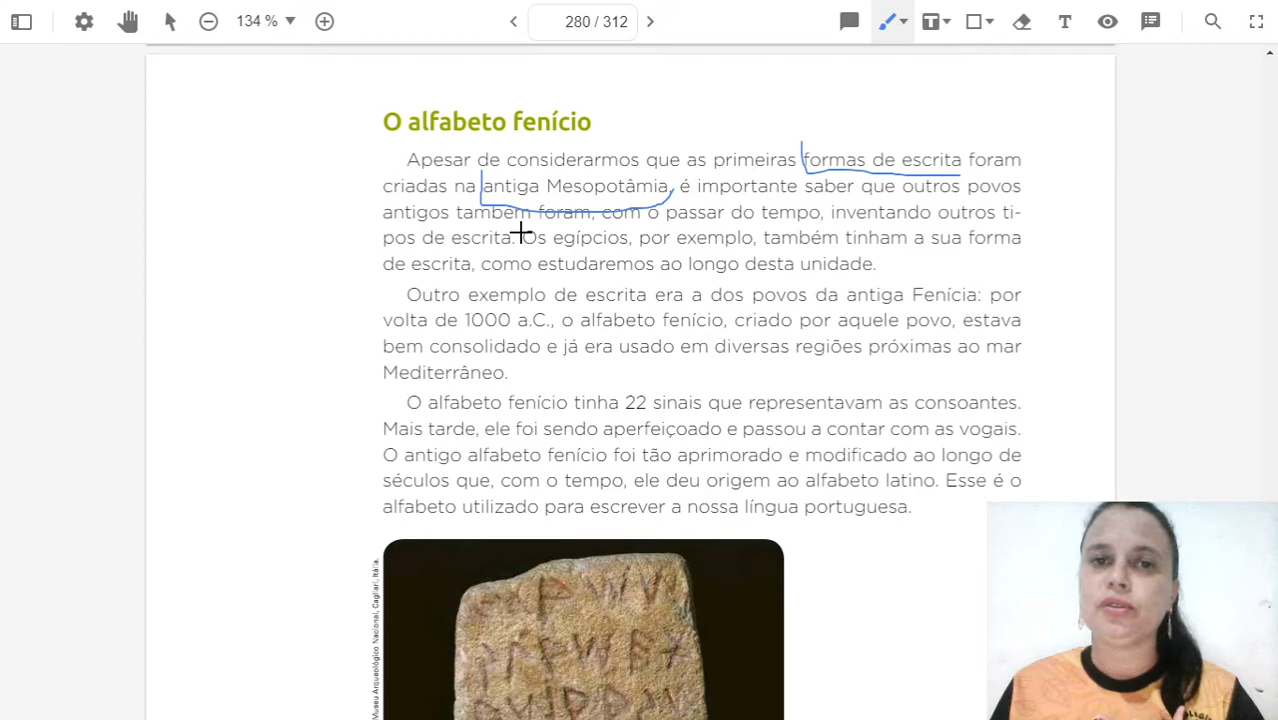 134 %
280 / 312
O alfabeto fenício
Apesar de considerarmos que as primeiras formas de escrita foram
criadas na antiga Mesopotâmia, é importante saber que outros povos
antigos também foram, com o passar do tempo, inventando outros ti-
pos de escrita. Os egípcios, por exemplo, também tinham a sua forma
de escrita, como estudaremos ao longo desta unidade.
Outro exemplo de escrita era a dos povos da antiga Fenícia: por
volta de 1000 a.C., o alfabeto fenício, criado por aquele povo, estava
bem consolidado e já era usado em diversas regiões próximas ao mar
Mediterrâneo.
O alfabeto fenício tinha 22 sinais que representavam as consoantes.
Mais tarde, ele foi sendo aperfeiçoado e passou a contar com as vogais.
O antigo alfabeto fenício foi tão aprimorado e modificado ao longo de
séculos que, com o tempo, ele deu origem ao alfabeto latino. Esse é o
alfabeto utilizado para escrever a nossa língua portuguesa.
Museu Arqueológico Nacional, Cagliari, Itália.